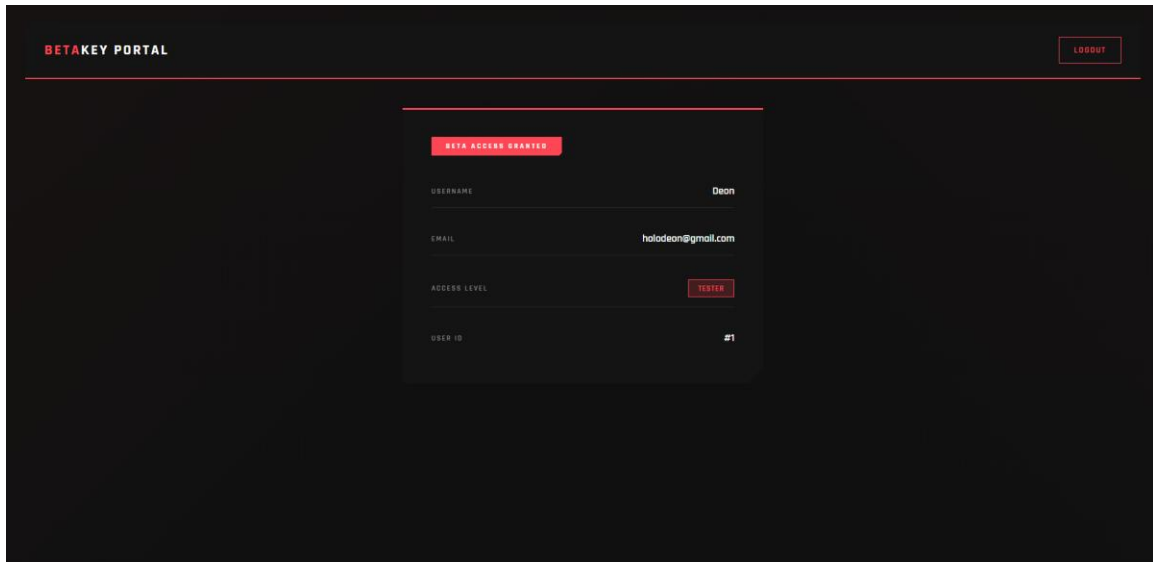 BETAKEY PORTAL
LOGOUT
BETA ACCESS GRANTED
USERNAME Deon
EMAIL holodeon@gmail.com
ACCESS LEVEL TESTER
USER ID #1